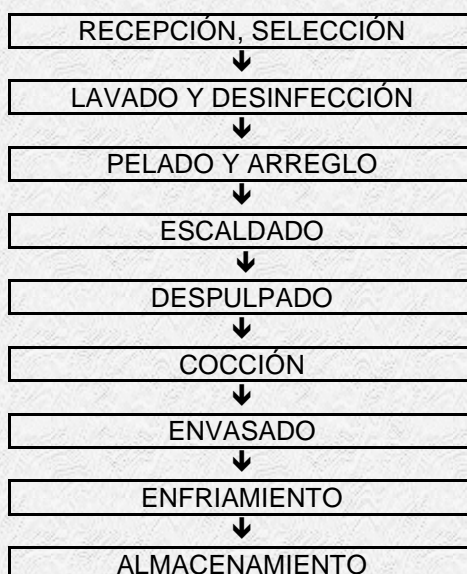 RECEPCIÓN, SELECCIÓN
LAVADO Y DESINFECCIÓN
PELADO Y ARREGLO
ESCALDADO
DESPULPADO
COCCIÓN
ENVASADO
ENFRIAMIENTO
ALMACENAMIENTO